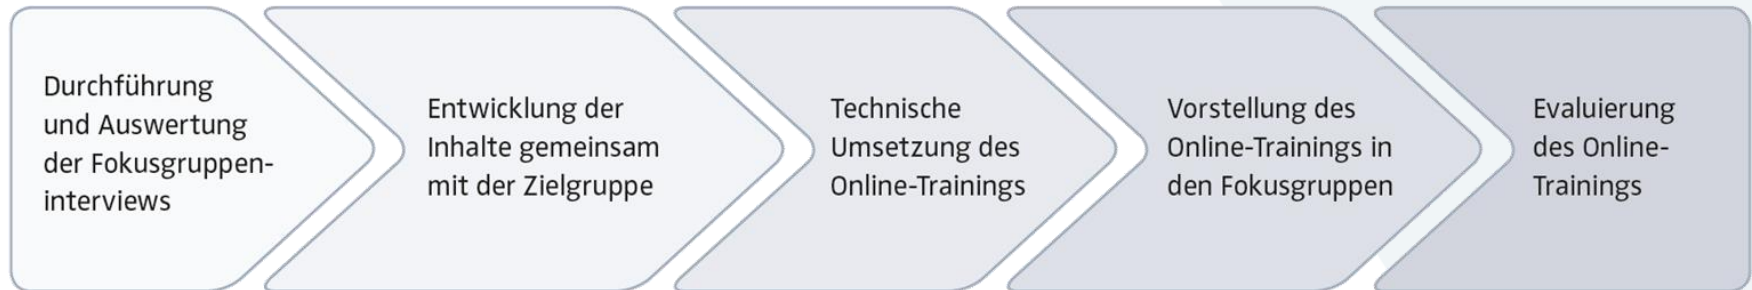 Durchführung
und Auswertung
der Fokusgruppen-
interviews
Entwicklung der
Inhalte gemeinsam
mit der Zielgruppe
Technische
Umsetzung des
Online-Trainings
Vorstellung des
Online-Trainings in
den Fokusgruppen
Evaluierung
des Online-
Trainings